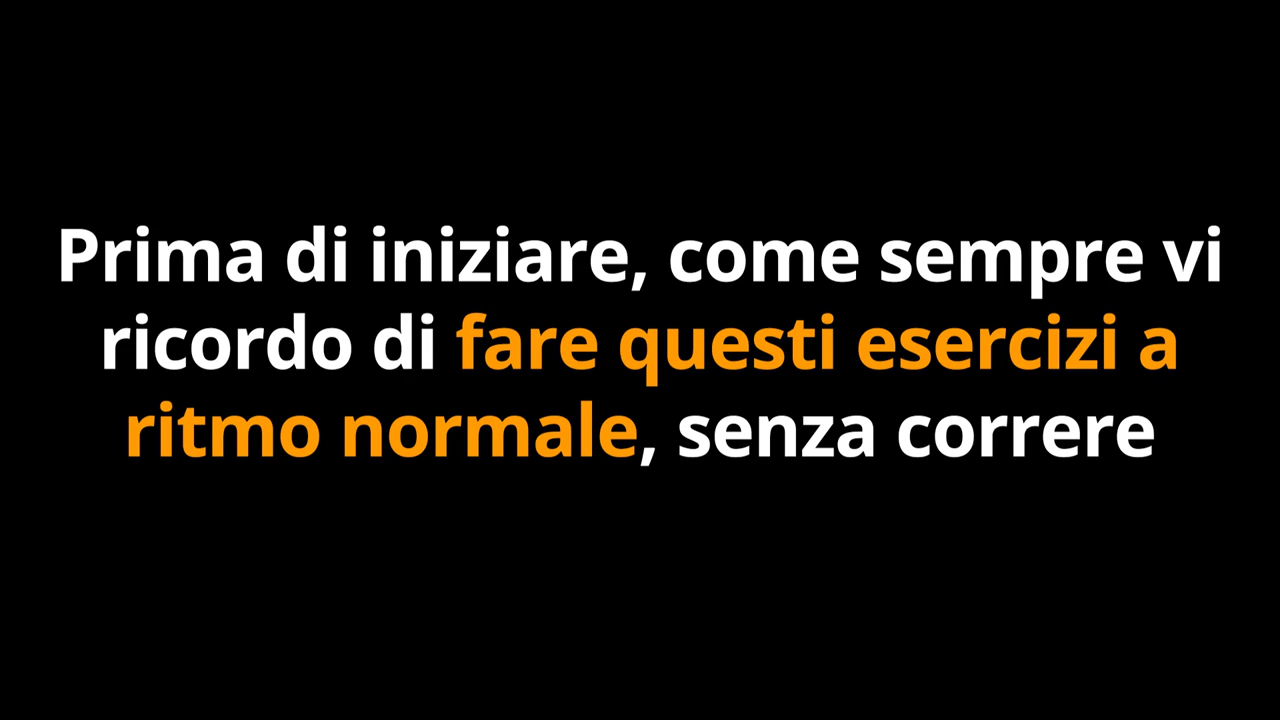 Prima di iniziare, come sempre vi
ricordo di fare questi esercizi a
ritmo normale, senza correre